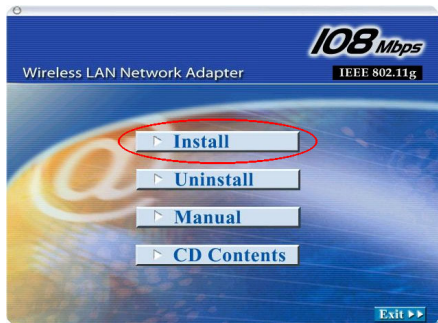 108 Mbps
Wireless LAN Network Adapter
IEEE 802.11g
Install
Uninstall
Manual
CD Contents
Exit